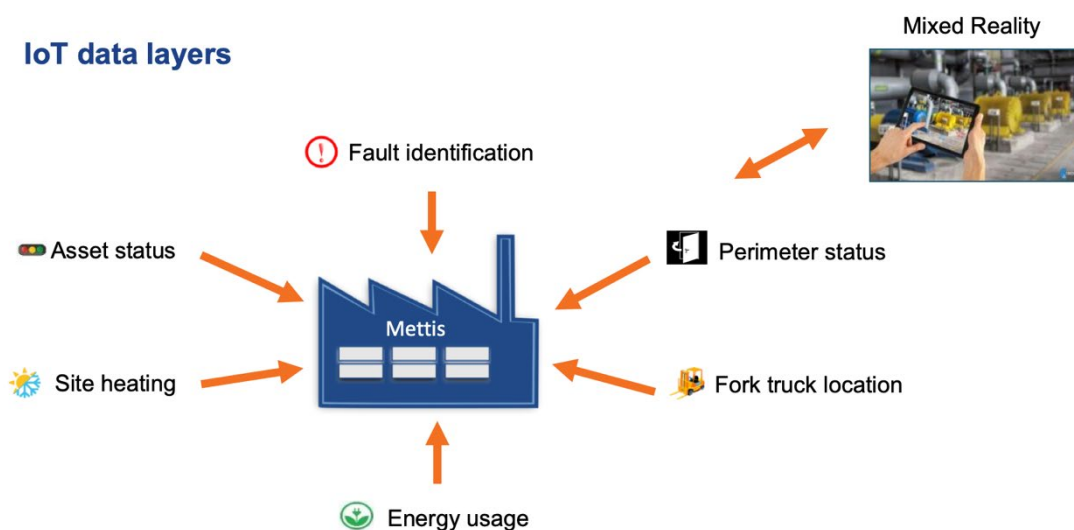 Mixed Reality
IoT data layers
Fault identification
Asset status
Perimeter status
Mettis
Site heating
Fork truck location
Energy usage